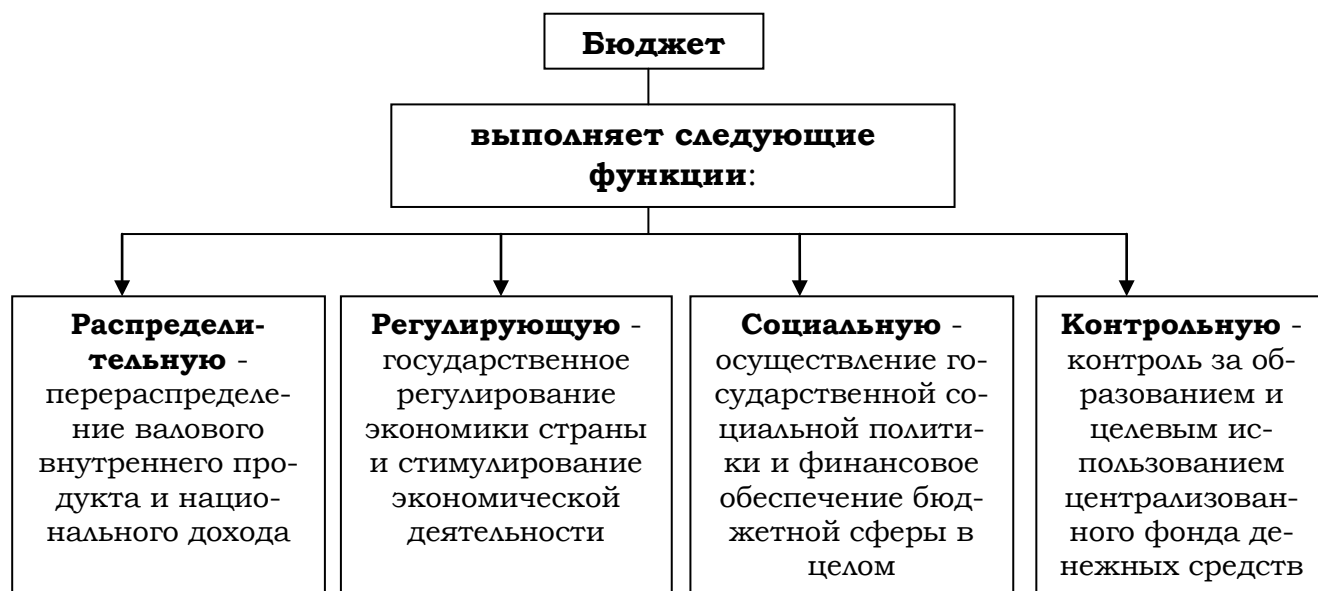 Бюджет
выполняет следующие
функции:
Распредели-
тельную -
перераспределе-
ние валового
внутреннего про-
дукта и нацио-
нального дохода
Регулирующую -
государственное
регулирование
экономики страны
и стимулирование
экономической
деятельности
Социальную -
осуществление го-
сударственной со-
циальной полити-
ки и финансовое
обеспечение бюд-
жетной сферы в
целом
Контрольную -
контроль за об-
разованием и
целевым ис-
пользованием
централизован-
ного фонда де-
нежных средств